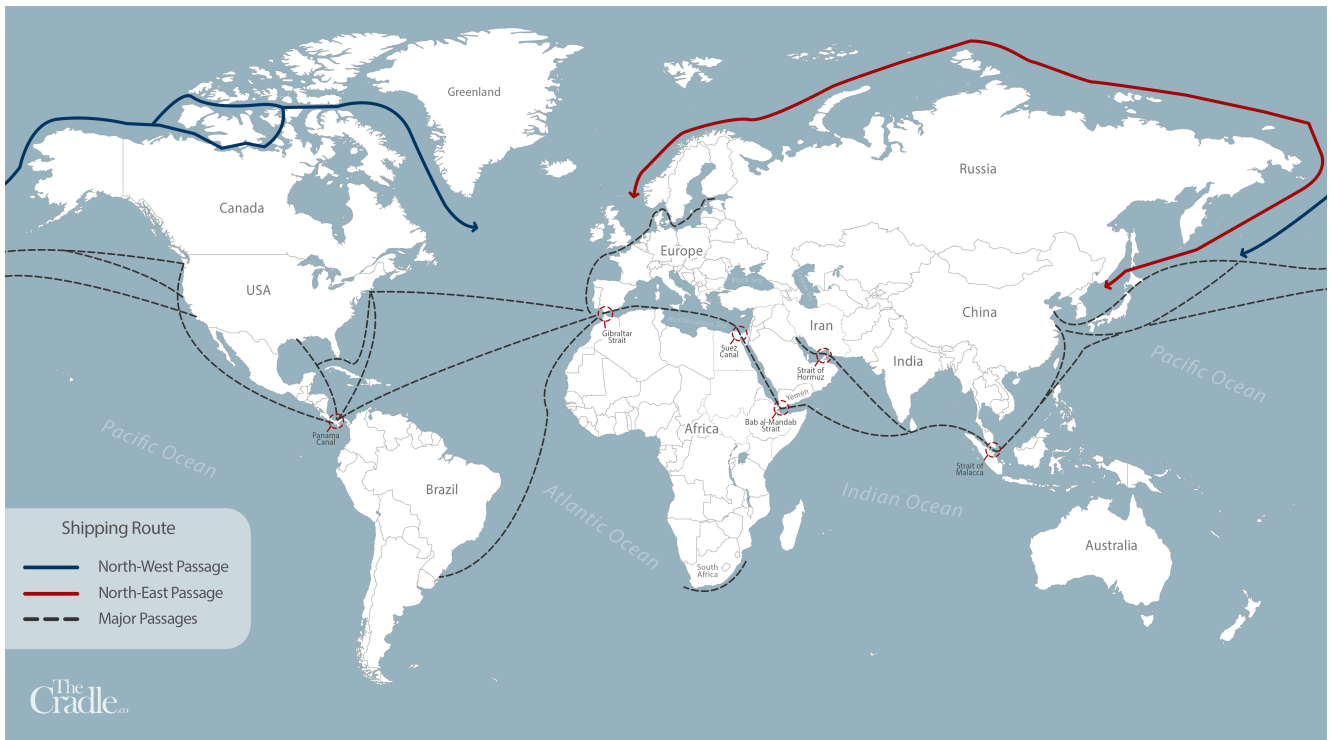 Greenland
Russia
Canada
Europe
USA
China
Iran
India
Gibraltar
Strait
Suez
Canal
Strait of
Hormuz
Yemen
Bab al-Mandab
Strait
Africa
Pacific Ocean
Panama
Canal
Pacific Ocean
Strait of
Malacca
Brazil
Atlantic Ocean
Indian Ocean
Australia
South
Africa
Shipping Route
North-West Passage
North-East Passage
Major Passages
The
Cradle.co